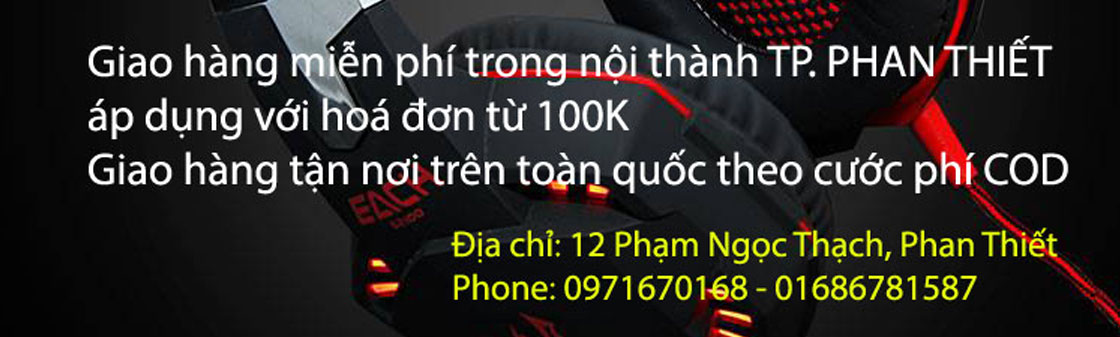 Giao hàng miễn phí trong nội thành TP. PHAN THIẾT
áp dụng với hoá đơn từ 100K
Giao hàng tận nơi trên toàn quốc theo cước phí COD
EACH
Địa chỉ: 12 Phạm Ngọc Thạch, Phan Thiết
Phone: 0971670168 - 01686781587